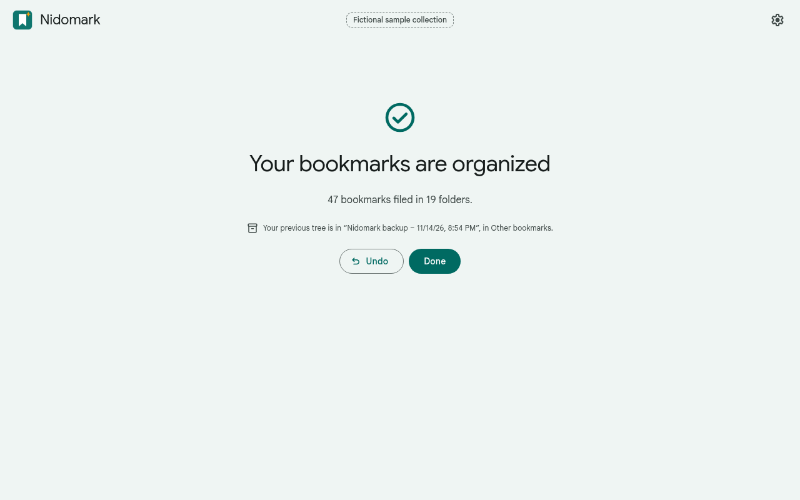 Nidomark
Fictional sample collection
Your bookmarks are organized
47 bookmarks filed in 19 folders.
Your previous tree is in “Nidomark backup – 11/14/26, 8:54 PM”, in Other bookmarks.
Undo
Done